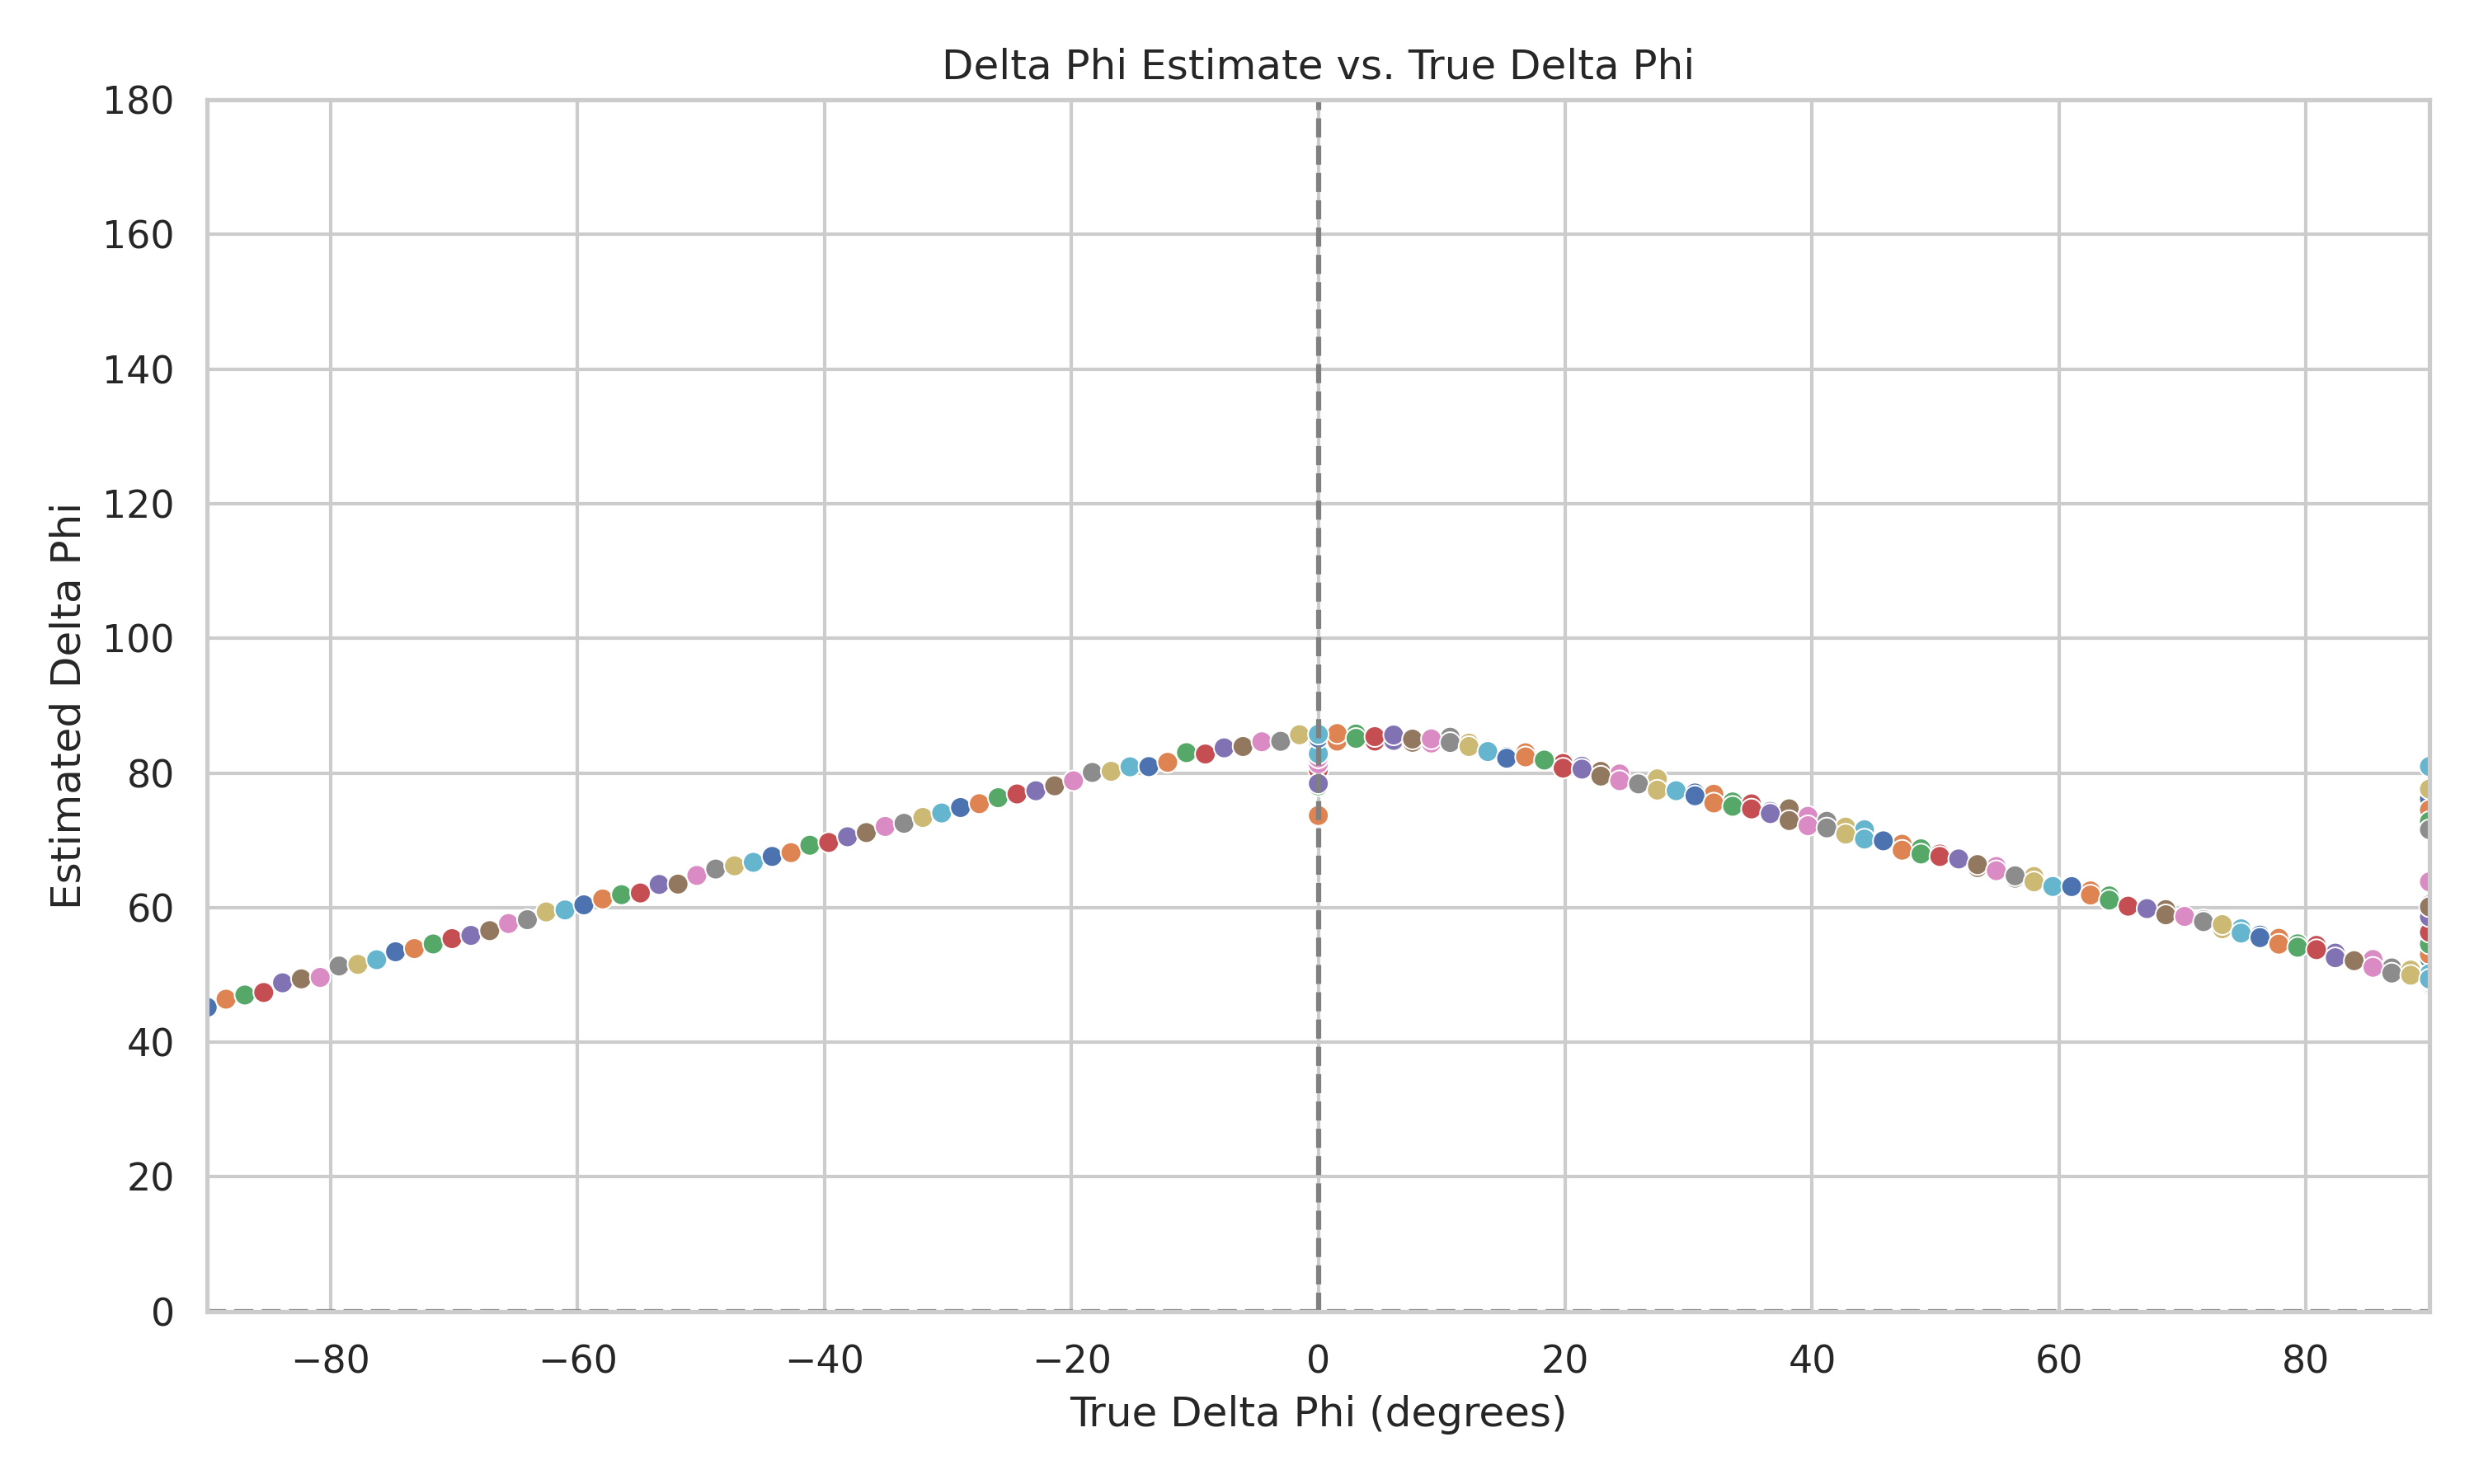 Delta Phi Estimate vs. True Delta Phi
180
160
140
120
100
80
60
40
20
0
Estimated Delta Phi
−80 −60 −40 −20 0 20 40 60 80
True Delta Phi (degrees)